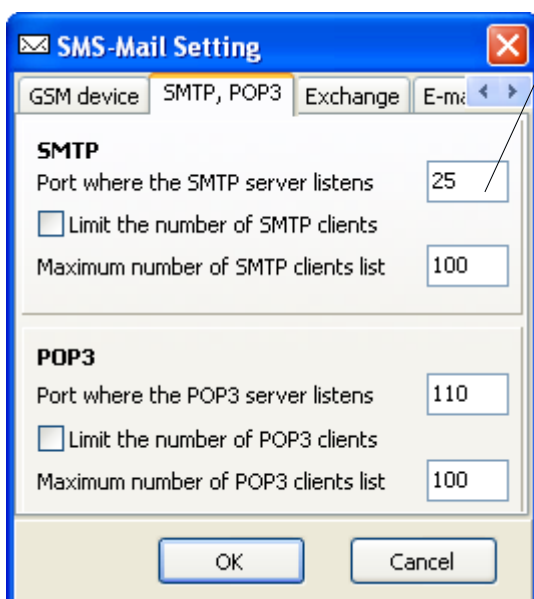 SMS-Mail Setting
GSM device SMTP, POP3 Exchange E-ma
SMTP
Port where the SMTP server listens 25
Limit the number of SMTP clients
Maximum number of SMTP clients list 100
POP3
Port where the POP3 server listens 110
Limit the number of POP3 clients
Maximum number of POP3 clients list 100
OK Cancel